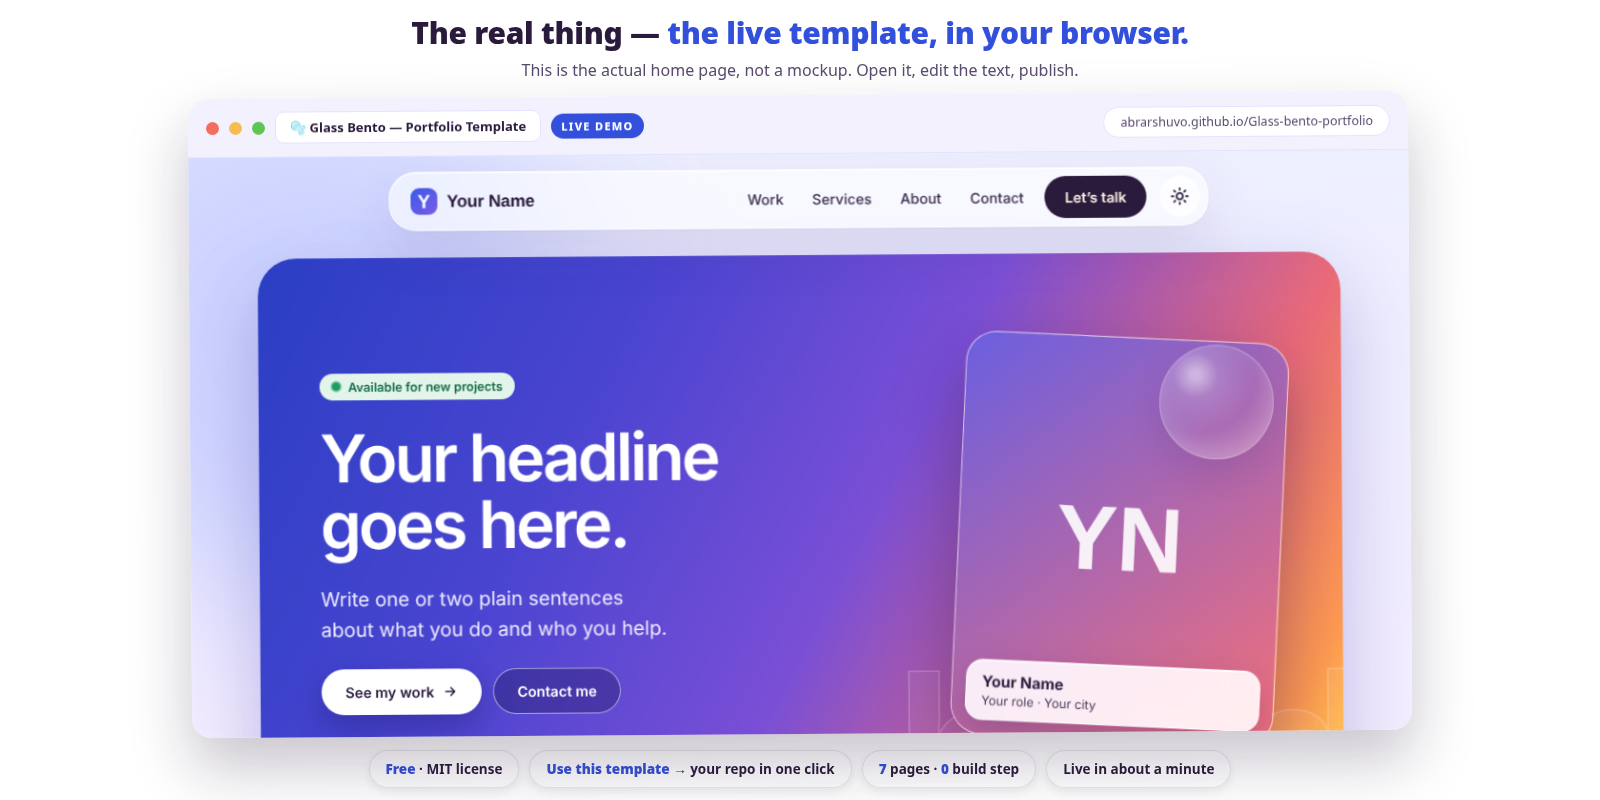 The real thing — the live template, in your browser.
This is the actual home page, not a mockup. Open it, edit the text, publish.
Glass Bento — Portfolio Template
LIVE DEMO
abrarshuvo.github.io/Glass-bento-portfolio
Y Your Name
Work Services About Contact Let's talk
Available for new projects
Your headline
goes here.
Write one or two plain sentences
about what you do and who you help.
See my work →
Contact me
YN
Your Name
Your role · Your city
Free · MIT license
Use this template → your repo in one click
7 pages · 0 build step
Live in about a minute